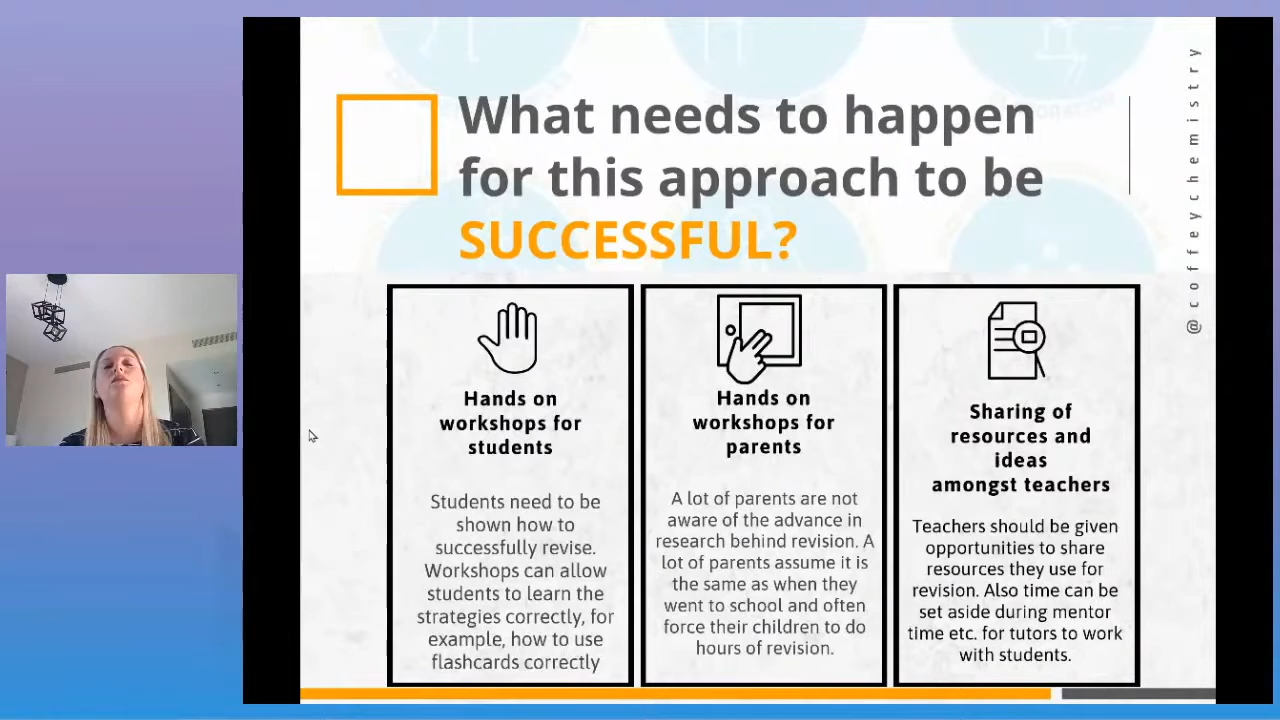 What needs to happen
for this approach to be
SUCCESSFUL?
@coffeychemistry
Hands on
workshops for
students
Students need to be
shown how to
successfully revise.
Workshops can allow
students to learn the
strategies correctly, for
example, how to use
flashcards correctly
Hands on
workshops for
parents
A lot of parents are not
aware of the advance in
research behind revision. A
lot of parents assume it is
the same as when they
went to school and often
force their children to do
hours of revision.
Sharing of
resources and
ideas
amongst teachers
Teachers should be given
opportunities to share
resources they use for
revision. Also time can be
set aside during mentor
time etc. for tutors to work
with students.